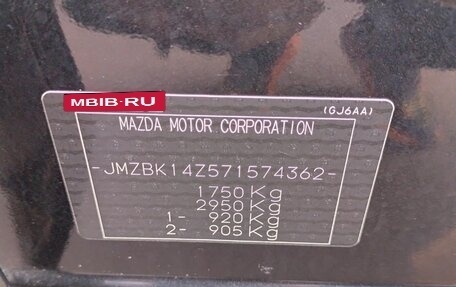 MBIB-RU
(GJ6AA)
MAZDA MOTOR CORPORATION
-JMZBK14Z571574362-
1750Kg
2950Kg
1- 920Kg
2- 905Kg